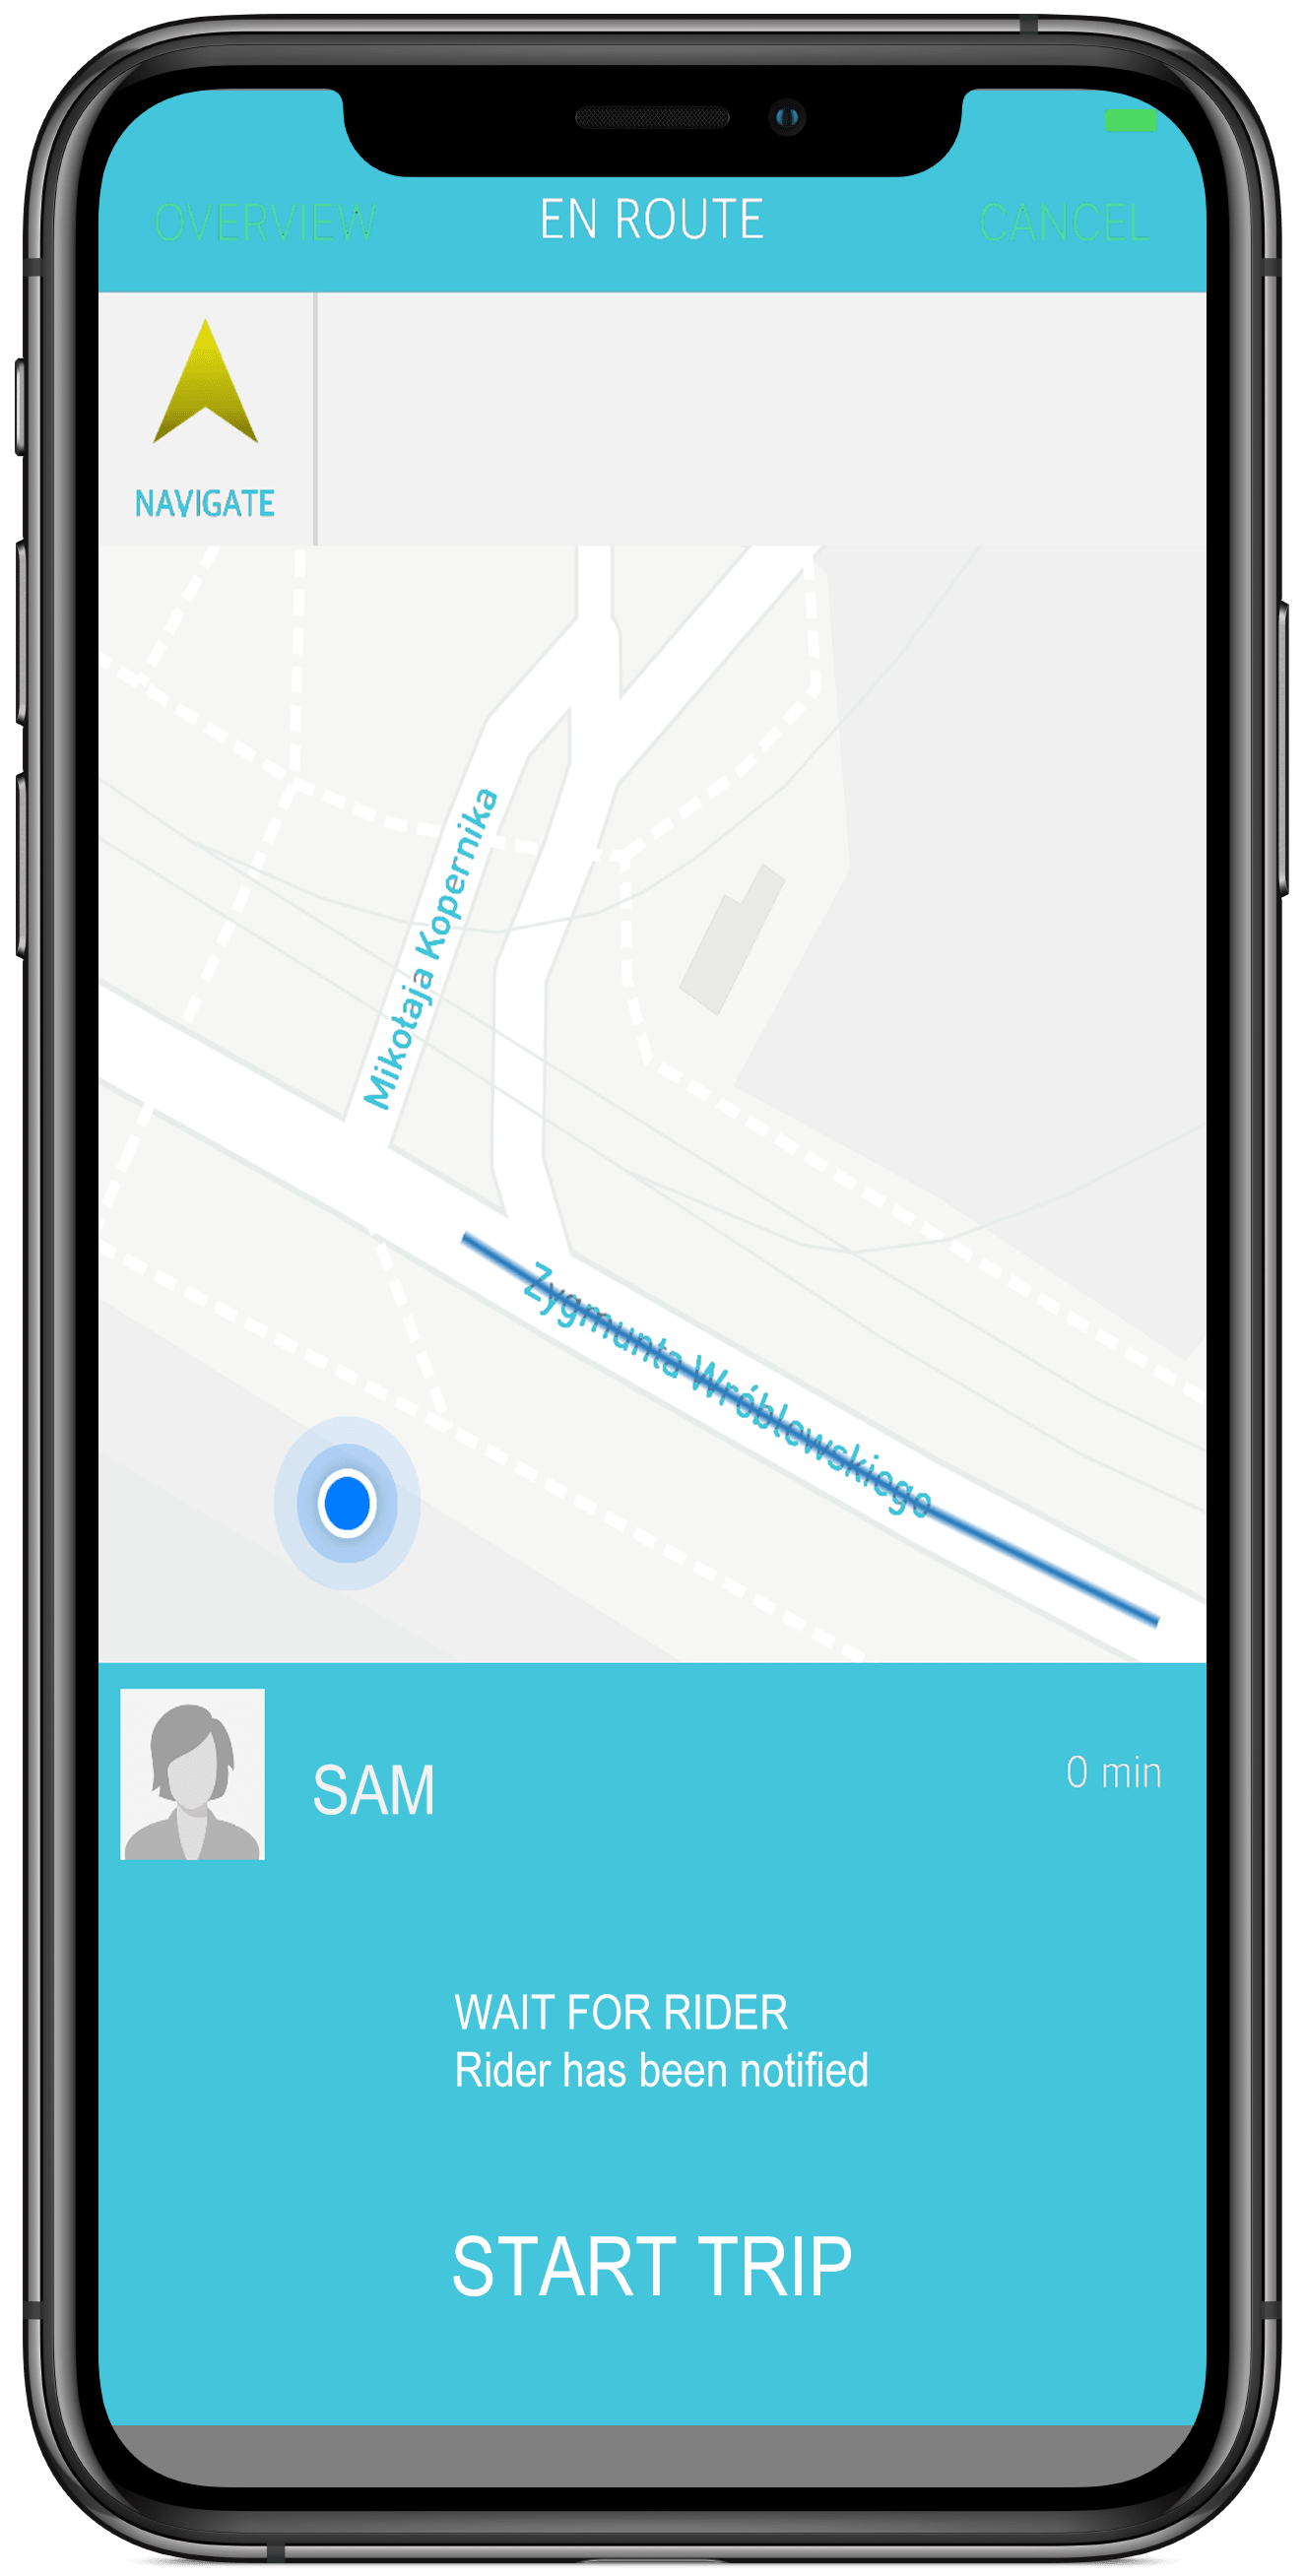 OVERVIEW
EN ROUTE
CANCEL
NAVIGATE
Mikołaja Kopernika
Zygmunta Wróblewskiego
SAM
0 min
WAIT FOR RIDER
Rider has been notified
START TRIP